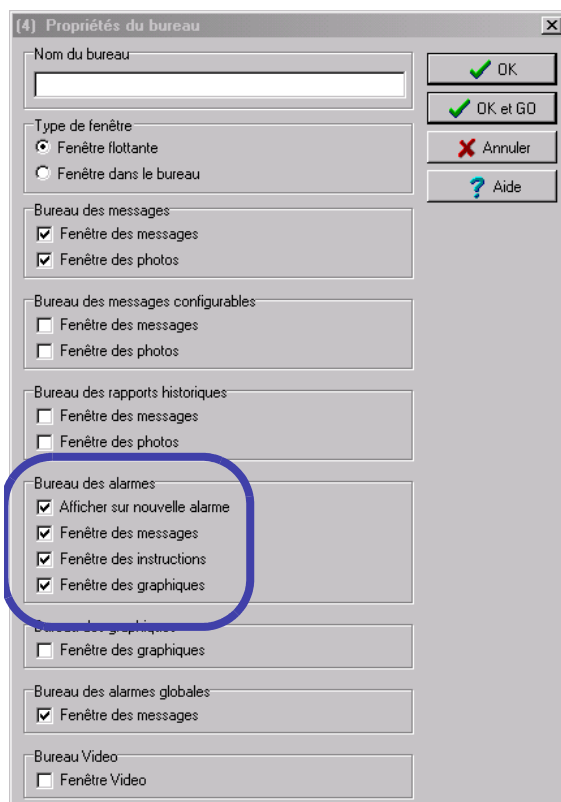 (4) Propriétés du bureau
Nom du bureau
OK
OK et GO
Annuler
Aide
Type de fenêtre
Fenêtre flottante
Fenêtre dans le bureau
Bureau des messages
Fenêtre des messages
Fenêtre des photos
Bureau des messages configurables
Fenêtre des messages
Fenêtre des photos
Bureau des rapports historiques
Fenêtre des messages
Fenêtre des photos
Bureau des alarmes
Afficher sur nouvelle alarme
Fenêtre des messages
Fenêtre des instructions
Fenêtre des graphiques
Bureau des graphiques
Fenêtre des graphiques
Bureau des alarmes globales
Fenêtre des messages
Bureau Video
Fenêtre Video